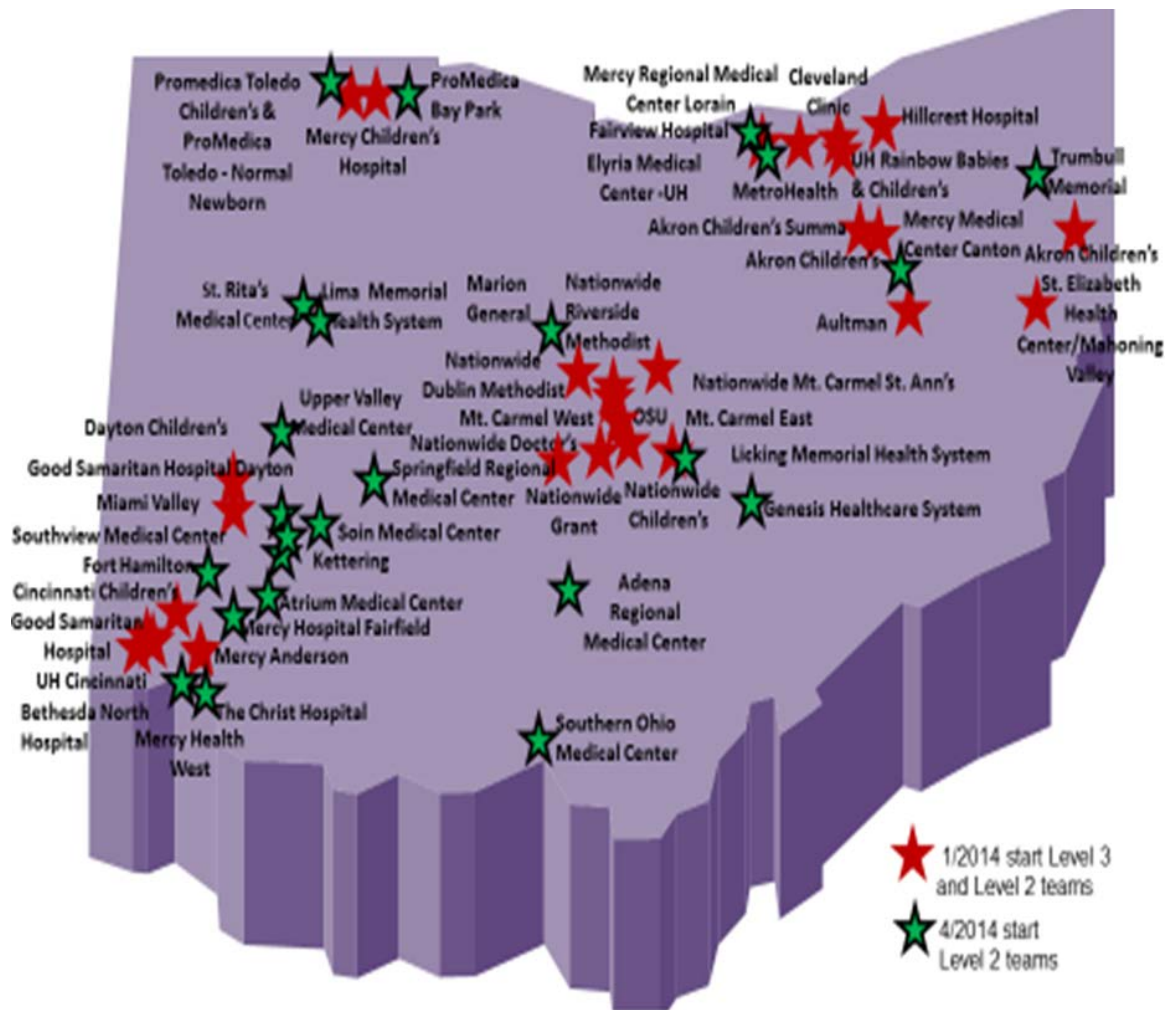 Promedica Toledo
Children's &
ProMedica
Toledo - Normal
Newborn
Mercy Children's
Hospital
ProMedica
Bay Park
Mercy Regional Medical
Center Lorain
Fairview Hospital
Elyria Medical
Center -UH
Cleveland
Clinic
Hillcrest Hospital
MetroHealth
UH Rainbow Babies
& Children's
Trumbull
Memorial
Akron Children's Summa
Akron Children's
Mercy Medical
Center Canton
Akron Children's
St. Elizabeth
Health
Center/Mahoning
Valley
Aultman
St. Rita's
Medical Center
Lima Memorial
Health System
Marion
General
Nationwide
Riverside
Methodist
Nationwide
Dublin Methodist
Nationwide Mt. Carmel St. Ann's
Mt. Carmel West
OSU
Mt. Carmel East
Nationwide Doctor's
Licking Memorial Health System
Nationwide
Grant
Nationwide
Children's
Genesis Healthcare System
Upper Valley
Medical Center
Dayton Children's
Good Samaritan Hospital Dayton
Miami Valley
Springfield Regional
Medical Center
Southview Medical Center
Soin Medical Center
Kettering
Fort Hamilton
Cincinnati Children's
Good Samaritan
Hospital
Atrium Medical Center
Mercy Hospital Fairfield
Mercy Anderson
UH Cincinnati
Bethesda North
Hospital
The Christ Hospital
Mercy Health
West
Adena
Regional
Medical Center
Southern Ohio
Medical Center
1/2014 start Level 3
and Level 2 teams
4/2014 start
Level 2 teams